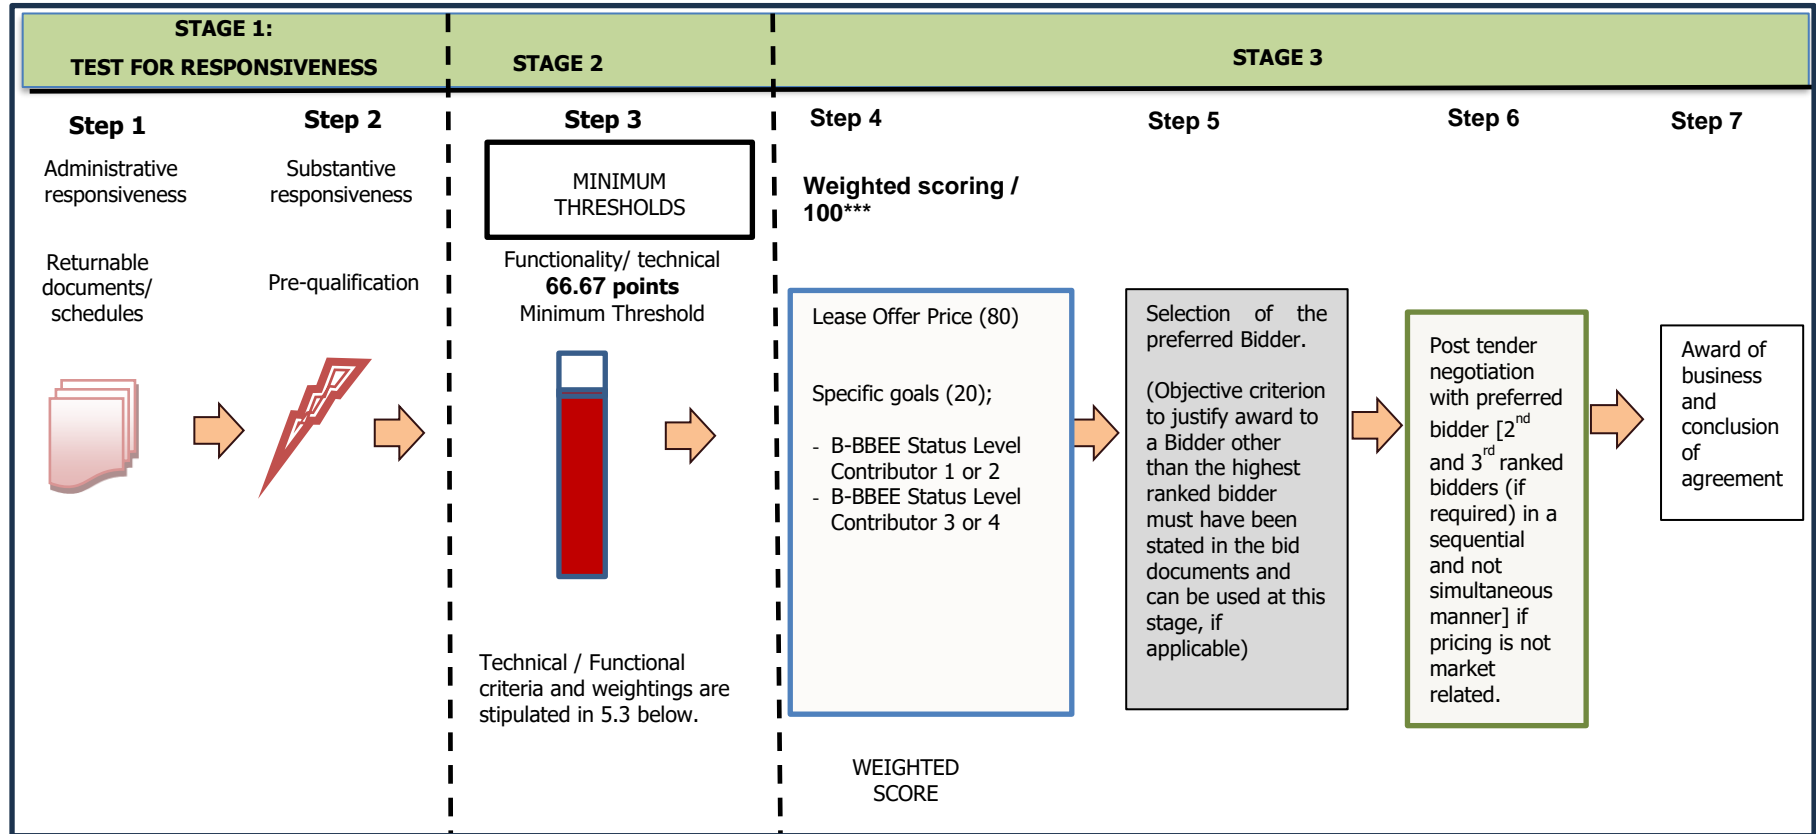 STAGE 1:
TEST FOR RESPONSIVENESS
STAGE 2
STAGE 3
Step 1
Administrative
responsiveness
Returnable
documents/
schedules
Step 2
Substantive
responsiveness
Pre-qualification
Step 3
MINIMUM
THRESHOLDS
Functionality/ technical
66.67 points
Minimum Threshold
Technical / Functional
criteria and weightings are
stipulated in 5.3 below.
Step 4
Weighted scoring /
100***
Lease Offer Price (80)
Specific goals (20);
- B-BBEE Status Level
Contributor 1 or 2
- B-BBEE Status Level
Contributor 3 or 4
WEIGHTED
SCORE
Step 5
Selection of the
preferred Bidder.
(Objective criterion
to justify award to
a Bidder other
than the highest
ranked bidder
must have been
stated in the bid
documents and
can be used at this
stage, if
applicable)
Step 6
Post tender
negotiation
with preferred
bidder [2nd
and 3rd ranked
bidders (if
required) in a
sequential
and not
simultaneous
manner] if
pricing is not
market
related.
Step 7
Award of
business
and
conclusion
of
agreement